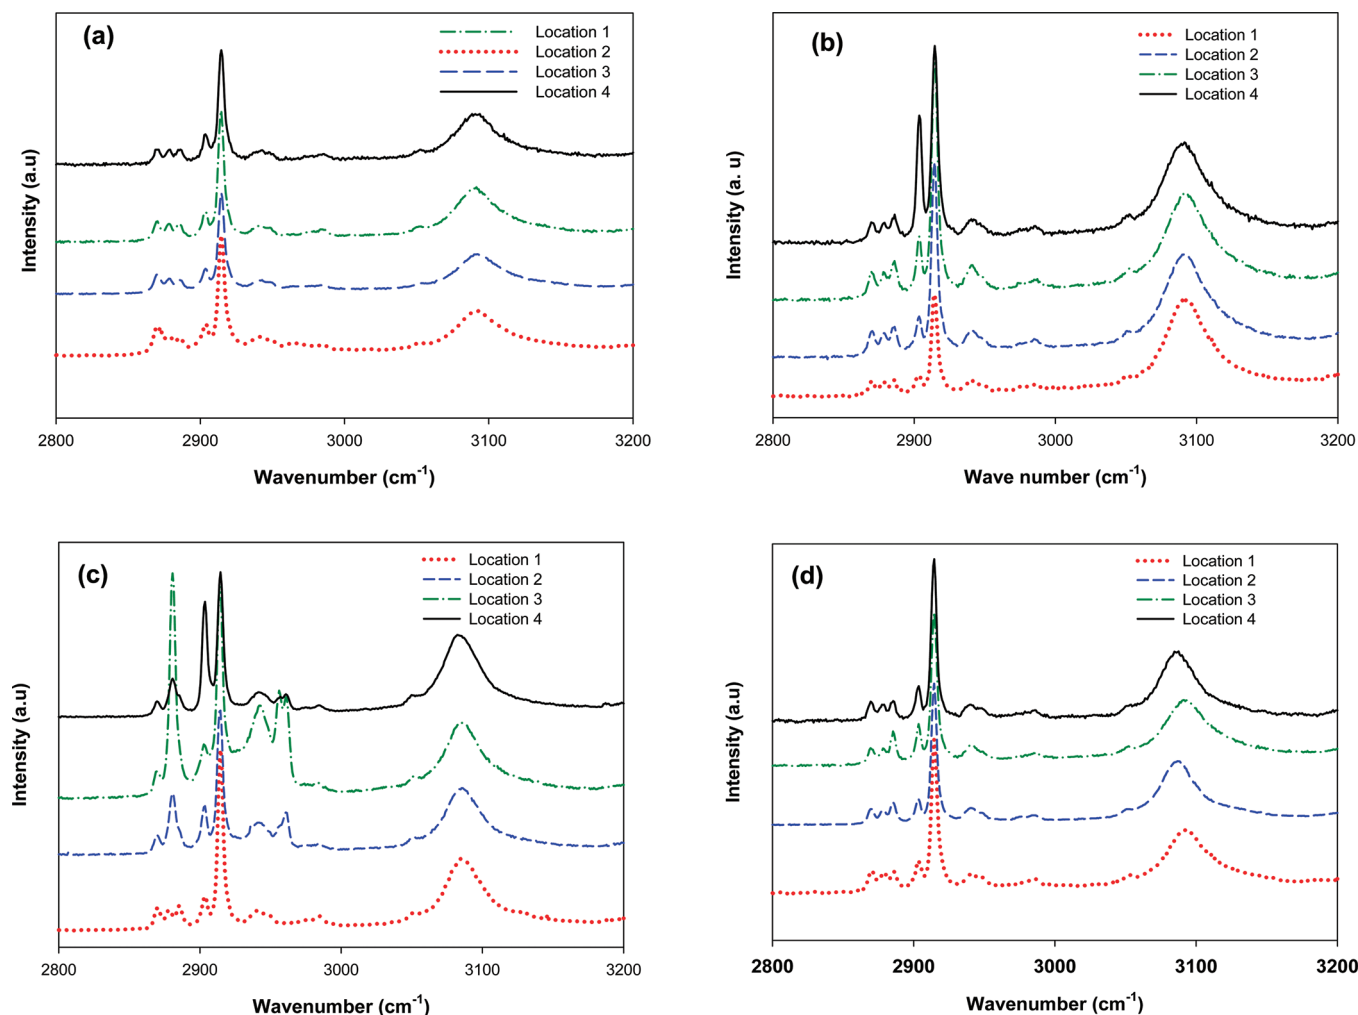 (a)
Location 1
Location 2
Location 3
Location 4
Intensity (a.u)
2800 2900 3000 3100 3200
Wavenumber (cm-1)
(b)
Location 1
Location 2
Location 3
Location 4
Intensity (a. u)
2800 2900 3000 3100 3200
Wave number (cm-1)
(c)
Location 1
Location 2
Location 3
Location 4
Intensity (a.u)
2800 2900 3000 3100 3200
Wavenumber (cm-1)
(d)
Location 1
Location 2
Location 3
Location 4
Intensity (a.u)
2800 2900 3000 3100 3200
Wavenumber (cm-1)